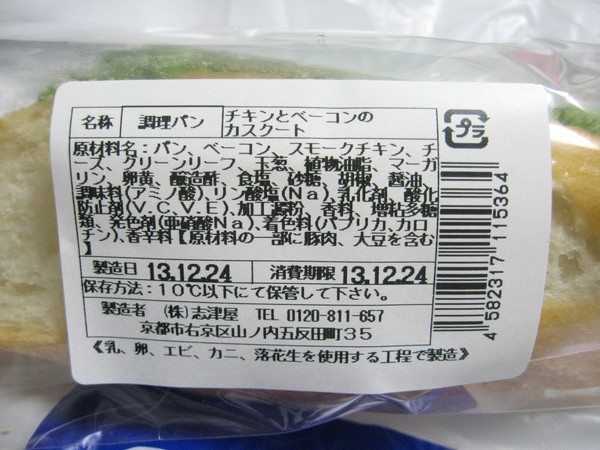 名称 調理パン チキンとベーコンの
カスクート
プラ
原材料名:パン、ベーコン、スモークチキン、チ
ーズ、グリーンリーフ、玉葱、植物油脂、マーガ
リン、卵黄、醸造酢、食塩、砂糖、胡椒、醤油、
調味料(アミノ酸)、リン酸塩(Na)、乳化剤、酸化
防止剤(V.C,V.E)、加工澱粉、香料、増粘多糖
類、発色剤(亜硝酸Na)、着色料(パプリカ、カロ
チン)、香辛料【原材料の一部に豚肉、大豆を含む
】
製造日 13.12.24 消費期限 13.12.24
保存方法:10℃以下にて保管して下さい。
製造者 (株)志津屋 TEL 0120-811-657
京都市右京区山ノ内五反田町35
《乳、卵、エビ、カニ、落花生を使用する工程で製造》
4 582317 115364